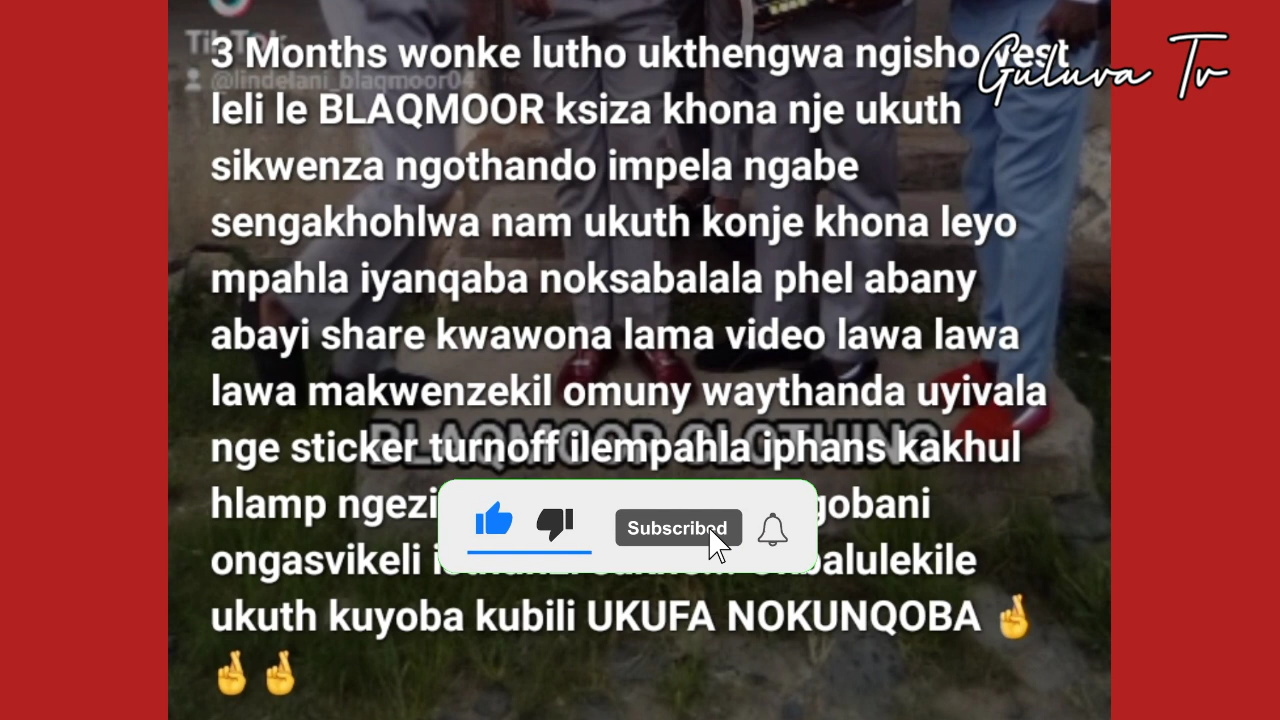 TikTok
@lindelani_blaqmoor04
Guluva Tv
3 Months wonke lutho ukthengwa ngisho vest
leli le BLAQMOOR ksiza khona nje ukuth
sikwenza ngothando impela ngabe
sengakhohlwa nam ukuth konje khona leyo
mpahla iyanqaba noksabalala phel abany
abayi share kwawona lama video lawa lawa
lawa makwenzekil omuny waythanda uyivala
nge sticker turnoff ilempahla iphans kakhul
BLAQMOOR CLOTHING
hlamp
ongasvikeli
ukuth kuyoba kubili UKUFA NOKUNQOBA 🤞
🤞 🤞
Subscribed